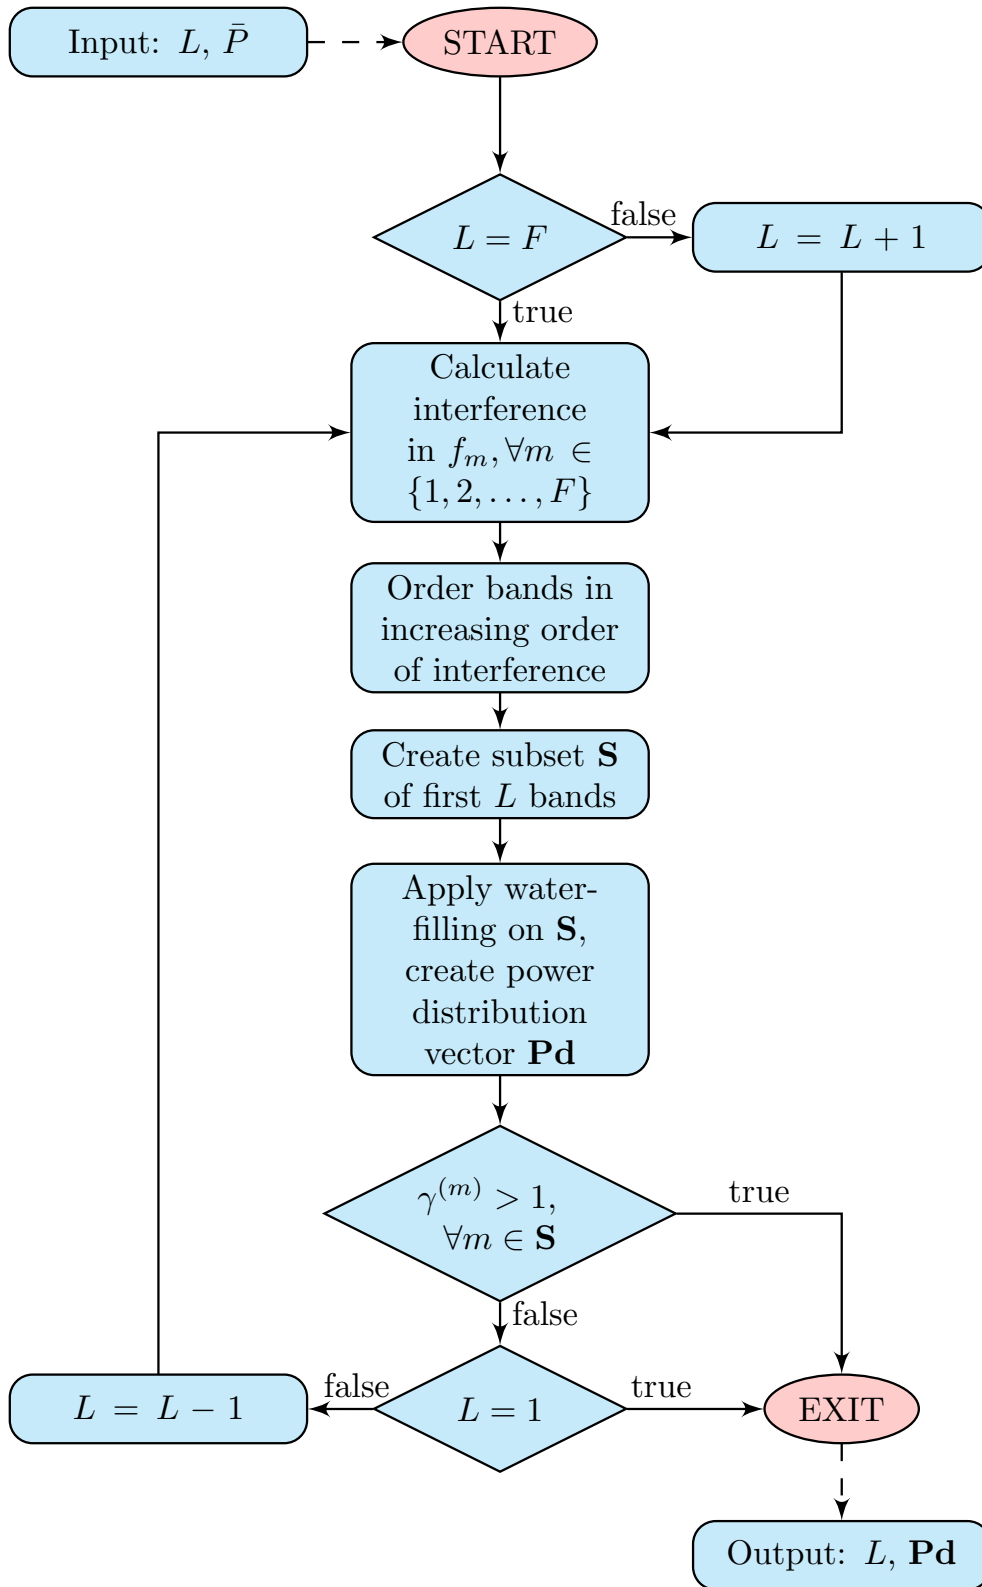 Input: L, P̄
START
L = F
false
L = L + 1
true
Calculate
interference
in fₘ, ∀m ∈
{1, 2, . . . , F}
Order bands in
increasing order
of interference
Create subset S
of first L bands
Apply water-
filling on S,
create power
distribution
vector Pd
γ⁽ᵐ⁾ > 1,
∀m ∈ S
true
false
L = 1
false
true
L = L − 1
EXIT
Output: L, Pd